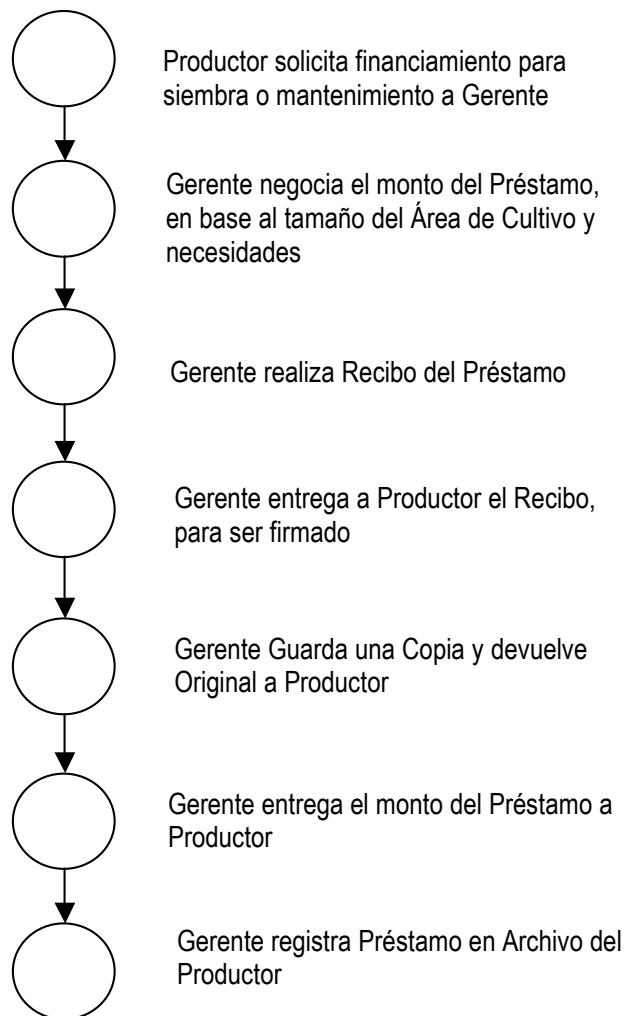 Productor solicita financiamiento para
siembra o mantenimiento a Gerente
Gerente negocia el monto del Préstamo,
en base al tamaño del Área de Cultivo y
necesidades
Gerente realiza Recibo del Préstamo
Gerente entrega a Productor el Recibo,
para ser firmado
Gerente Guarda una Copia y devuelve
Original a Productor
Gerente entrega el monto del Préstamo a
Productor
Gerente registra Préstamo en Archivo del
Productor